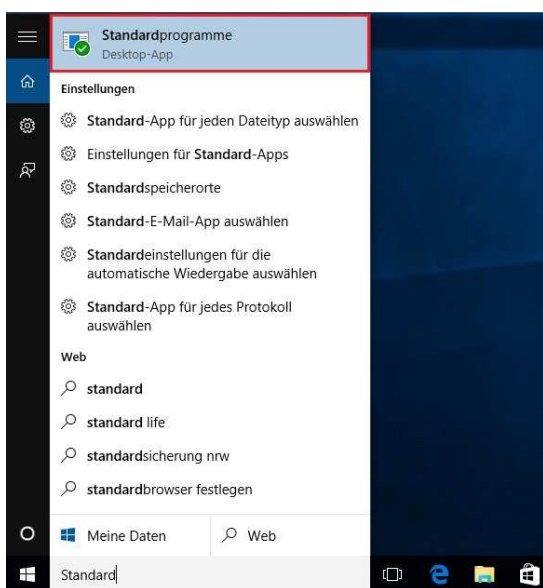 Standardprogramme
Desktop-App
Einstellungen
Standard-App für jeden Dateityp auswählen
Einstellungen für Standard-Apps
Standardspeicherorte
Standard-E-Mail-App auswählen
Standardeinstellungen für die
automatische Wiedergabe auswählen
Standard-App für jedes Protokoll
auswählen
Web
standard
standard life
standardsicherung nrw
standardbrowser festlegen
Meine Daten
Web
Standard